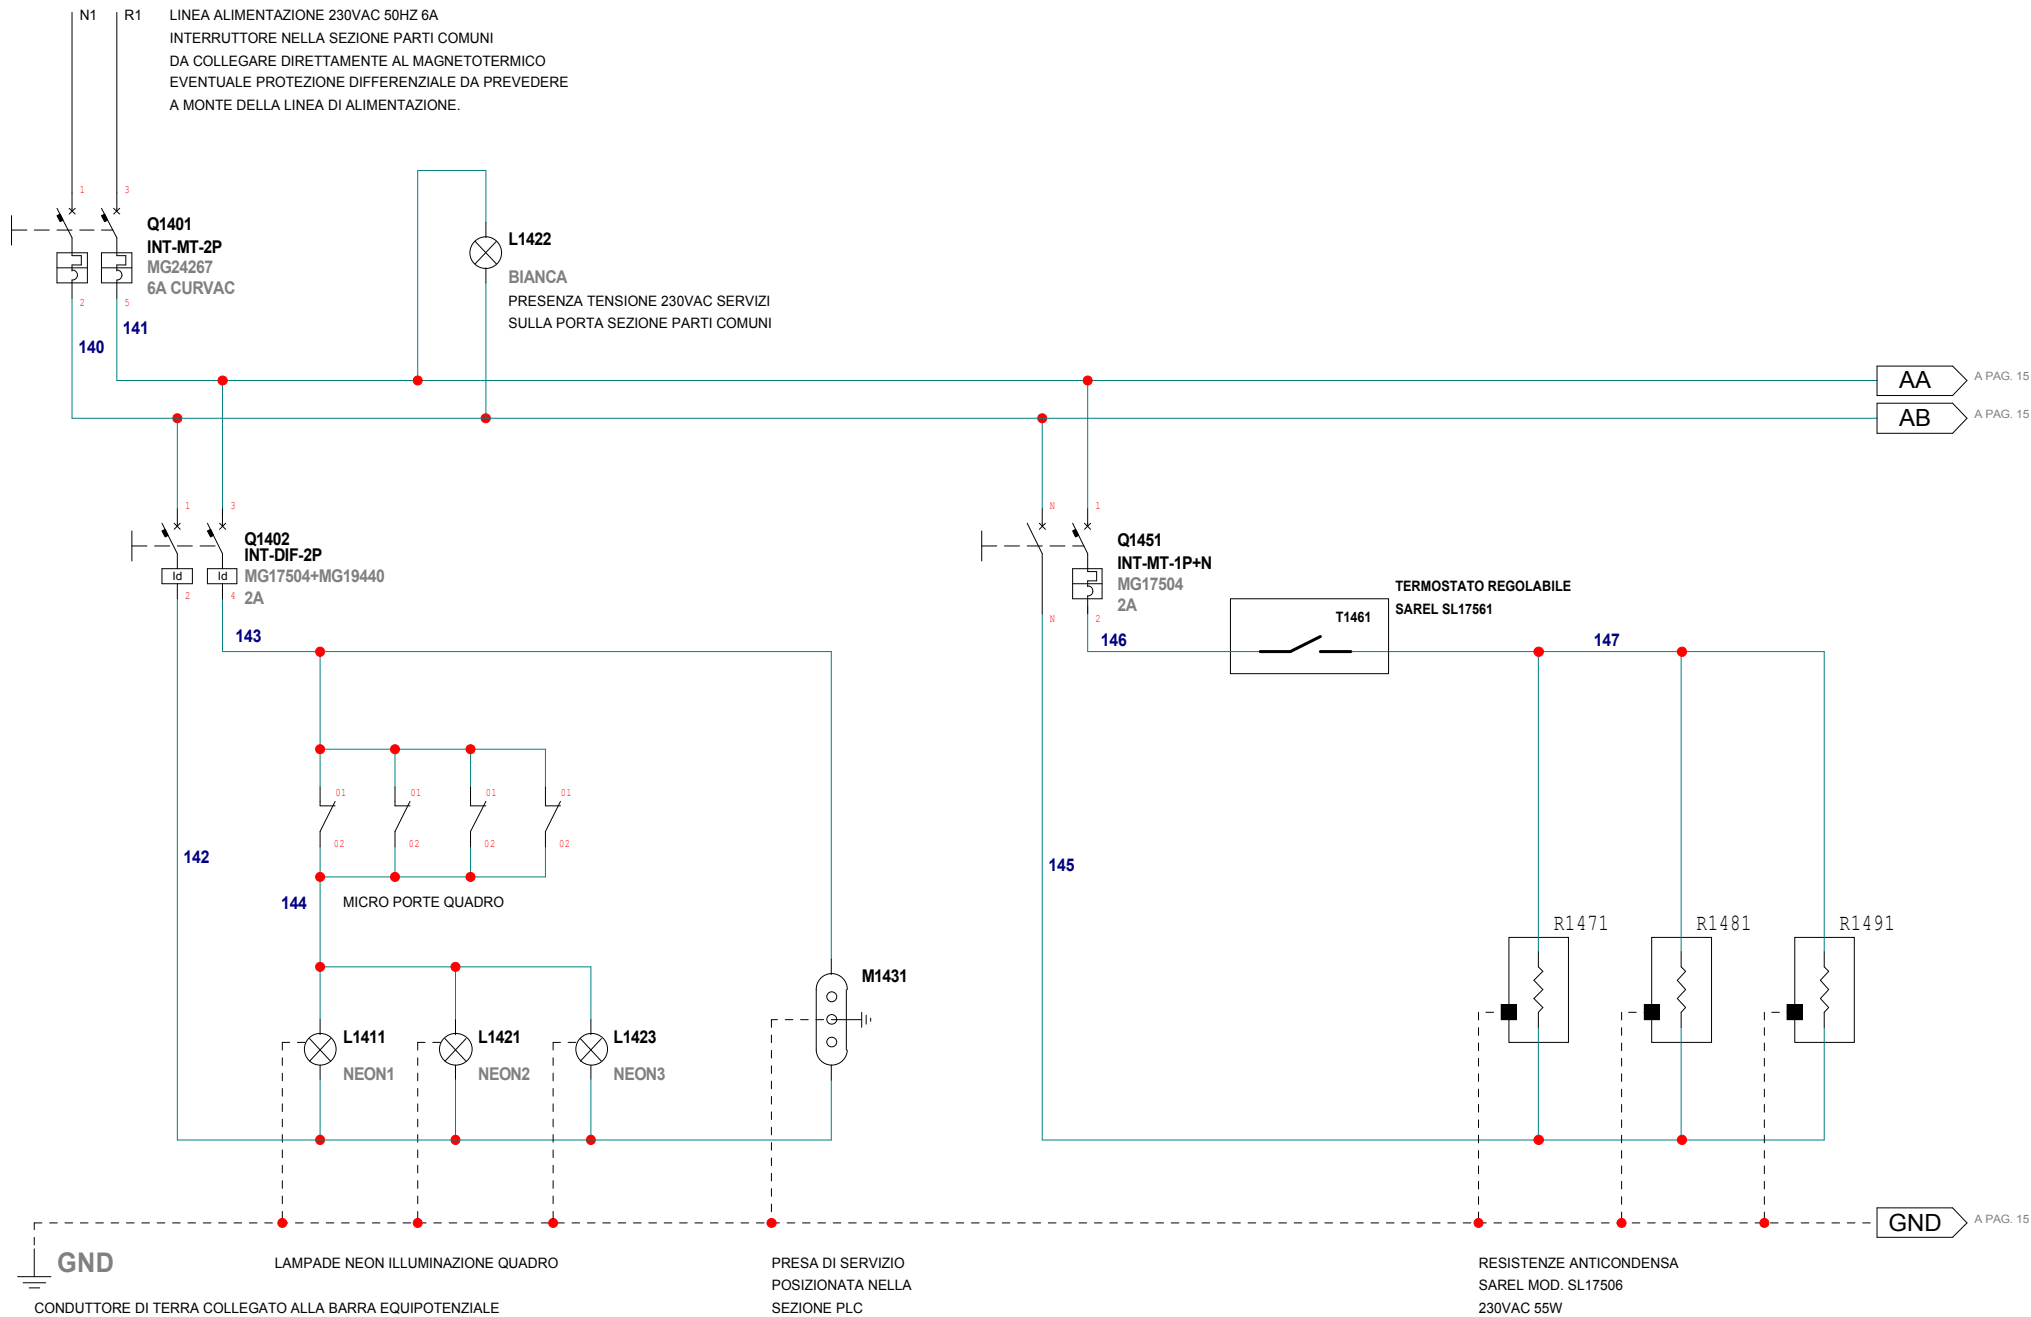 N1
R1
LINEA ALIMENTAZIONE 230VAC 50HZ 6A
INTERRUTTORE NELLA SEZIONE PARTI COMUNI
DA COLLEGARE DIRETTAMENTE AL MAGNETOTERMICO
EVENTUALE PROTEZIONE DIFFERENZIALE DA PREVEDERE
A MONTE DELLA LINEA DI ALIMENTAZIONE.
1
3
Q1401
INT-MT-2P
MG24267
6A CURVAC
2
5
141
140
L1422
BIANCA
PRESENZA TENSIONE 230VAC SERVIZI
SULLA PORTA SEZIONE PARTI COMUNI
AA
A PAG. 15
AB
A PAG. 15
1
3
Q1402
INT-DIF-2P
MG17504+MG19440
2A
Id
Id
2
4
143
N
1
Q1451
INT-MT-1P+N
MG17504
2A
N
2
146
TERMOSTATO REGOLABILE
SAREL SL17561
T1461
147
01
01
01
01
02
02
02
02
142
144
MICRO PORTE QUADRO
145
R1471
R1481
R1491
M1431
L1411
NEON1
L1421
NEON2
L1423
NEON3
GND
A PAG. 15
GND
LAMPADE NEON ILLUMINAZIONE QUADRO
CONDUTTORE DI TERRA COLLEGATO ALLA BARRA EQUIPOTENZIALE
PRESA DI SERVIZIO
POSIZIONATA NELLA
SEZIONE PLC
RESISTENZE ANTICONDENSA
SAREL MOD. SL17506
230VAC 55W